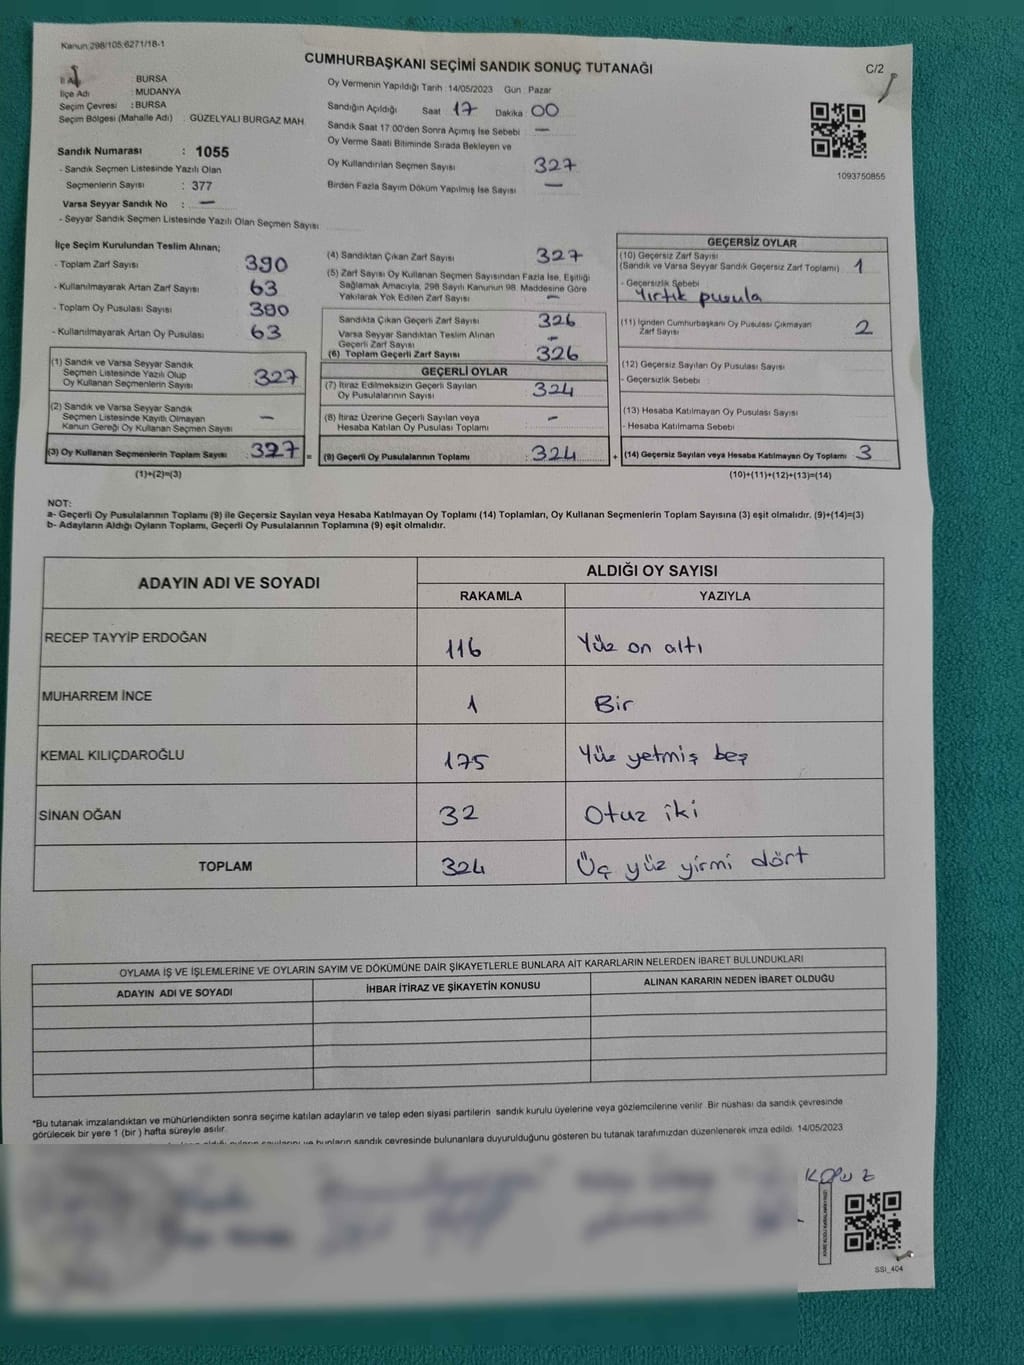 Kanun:298/105;6271/18-1
CUMHURBAŞKANI SEÇİMİ SANDIK SONUÇ TUTANAĞI
C/2
İl Adı : BURSA
İlçe Adı : MUDANYA
Seçim Çevresi : BURSA
Seçim Bölgesi (Mahalle Adı) : GÜZELYALI BURGAZ MAH.
Sandık Numarası : 1055
- Sandık Seçmen Listesinde Yazılı Olan
Seçmenlerin Sayısı : 377
Varsa Seyyar Sandık No : —
- Seyyar Sandık Seçmen Listesinde Yazılı Olan Seçmen Sayısı
Oy Vermenin Yapıldığı Tarih 14/05/2023 Gün Pazar
Sandığın Açıldığı Saat 17 Dakika 00
Sandık Saat 17.00'den Sonra Açımış İse Sebebi —
Oy Verme Saati Bitiminde Sırada Bekleyen ve
Oy Kullandırılan Seçmen Sayısı 327
Birden Fazla Sayım Döküm Yapılmış İse Sayısı —
1093750855
İlçe Seçim Kurulundan Teslim Alınan;
- Toplam Zarf Sayısı 390
- Kullanılmayarak Artan Zarf Sayısı 63
- Toplam Oy Pusulası Sayısı 390
- Kullanılmayarak Artan Oy Pusulası 63
(1) Sandık ve Varsa Seyyar Sandık
Seçmen Listesinde Yazılı Olup
Oy Kullanan Seçmenlerin Sayısı 327
(2) Sandık ve Varsa Seyyar Sandık
Seçmen Listesinde Kayıtlı Olmayan
Kanun Gereği Oy Kullanan Seçmen Sayısı —
(3) Oy Kullanan Seçmenlerin Toplam Sayısı 327 =
(1)+(2)=(3)
(4) Sandıktan Çıkan Zarf Sayısı 327
(5) Zarf Sayısı Oy Kullanan Seçmen Sayısından Fazla İse, Eşitliği
Sağlamak Amacıyla, 298 Sayılı Kanunun 98. Maddesine Göre
Yakılarak Yok Edilen Zarf Sayısı —
Sandıkta Çıkan Geçerli Zarf Sayısı 326
Varsa Seyyar Sandıktan Teslim Alınan
Geçerli Zarf Sayısı —
(6) Toplam Geçerli Zarf Sayısı 326
GEÇERLİ OYLAR
(7) İtiraz Edilmeksizin Geçerli Sayılan
Oy Pusulalarının Sayısı 324
(8) İtiraz Üzerine Geçerli Sayılan veya
Hesaba Katılan Oy Pusulası Toplamı —
(9) Geçerli Oy Pusulalarının Toplamı : 324 +
GEÇERSİZ OYLAR
(10) Geçersiz Zarf Sayısı
(Sandık ve Varsa Seyyar Sandık Geçersiz Zarf Toplamı) 1
- Geçersizlik Sebebi
Yırtık pusula
(11) İçinden Cumhurbaşkanı Oy Pusulası Çıkmayan
Zarf Sayısı 2
(12) Geçersiz Sayılan Oy Pusulası Sayısı
- Geçersizlik Sebebi :
(13) Hesaba Katılmayan Oy Pusulası Sayısı
- Hesaba Katılmama Sebebi
(14) Geçersiz Sayılan veya Hesaba Katılmayan Oy Toplamı 3
(10)+(11)+(12)+(13)=(14)
NOT:
a- Geçerli Oy Pusulalarının Toplamı (9) ile Geçersiz Sayılan veya Hesaba Katılmayan Oy Toplamı (14) Toplamları, Oy Kullanan Seçmenlerin Toplam Sayısına (3) eşit olmalıdır. (9)+(14)=(3)
b- Adayların Aldığı Oyların Toplamı, Geçerli Oy Pusulalarının Toplamına (9) eşit olmalıdır.
ADAYIN ADI VE SOYADI
ALDIĞI OY SAYISI
RAKAMLA YAZIYLA
RECEP TAYYİP ERDOĞAN 116 Yüz on altı
MUHARREM İNCE 1 Bir
KEMAL KILIÇDAROĞLU 175 Yüz yetmiş beş
SİNAN OĞAN 32 Otuz iki
TOPLAM 324 Üç yüz yirmi dört
OYLAMA İŞ VE İŞLEMLERİNE VE OYLARIN SAYIM VE DÖKÜMÜNE DAİR ŞİKAYETLERLE BUNLARA AİT KARARLARIN NELERDEN İBARET BULUNDUKLARI
ADAYIN ADI VE SOYADI İHBAR İTİRAZ VE ŞİKAYETİN KONUSU ALINAN KARARIN NEDEN İBARET OLDUĞU
*Bu tutanak imzalandıktan ve mühürlendikten sonra seçime katılan adayların ve talep eden siyasi partilerin sandık kurulu üyelerine veya gözlemcilerine verilir. Bir nüshası da sandık çevresinde
görülecek bir yere 1 (bir ) hafta süreyle asılır.
bunların sandık çevresinde bulunanlara duyurulduğunu gösteren bu tutanak tarafımızdan düzenlenerek imza edildi. 14/05/2023
SSI_404